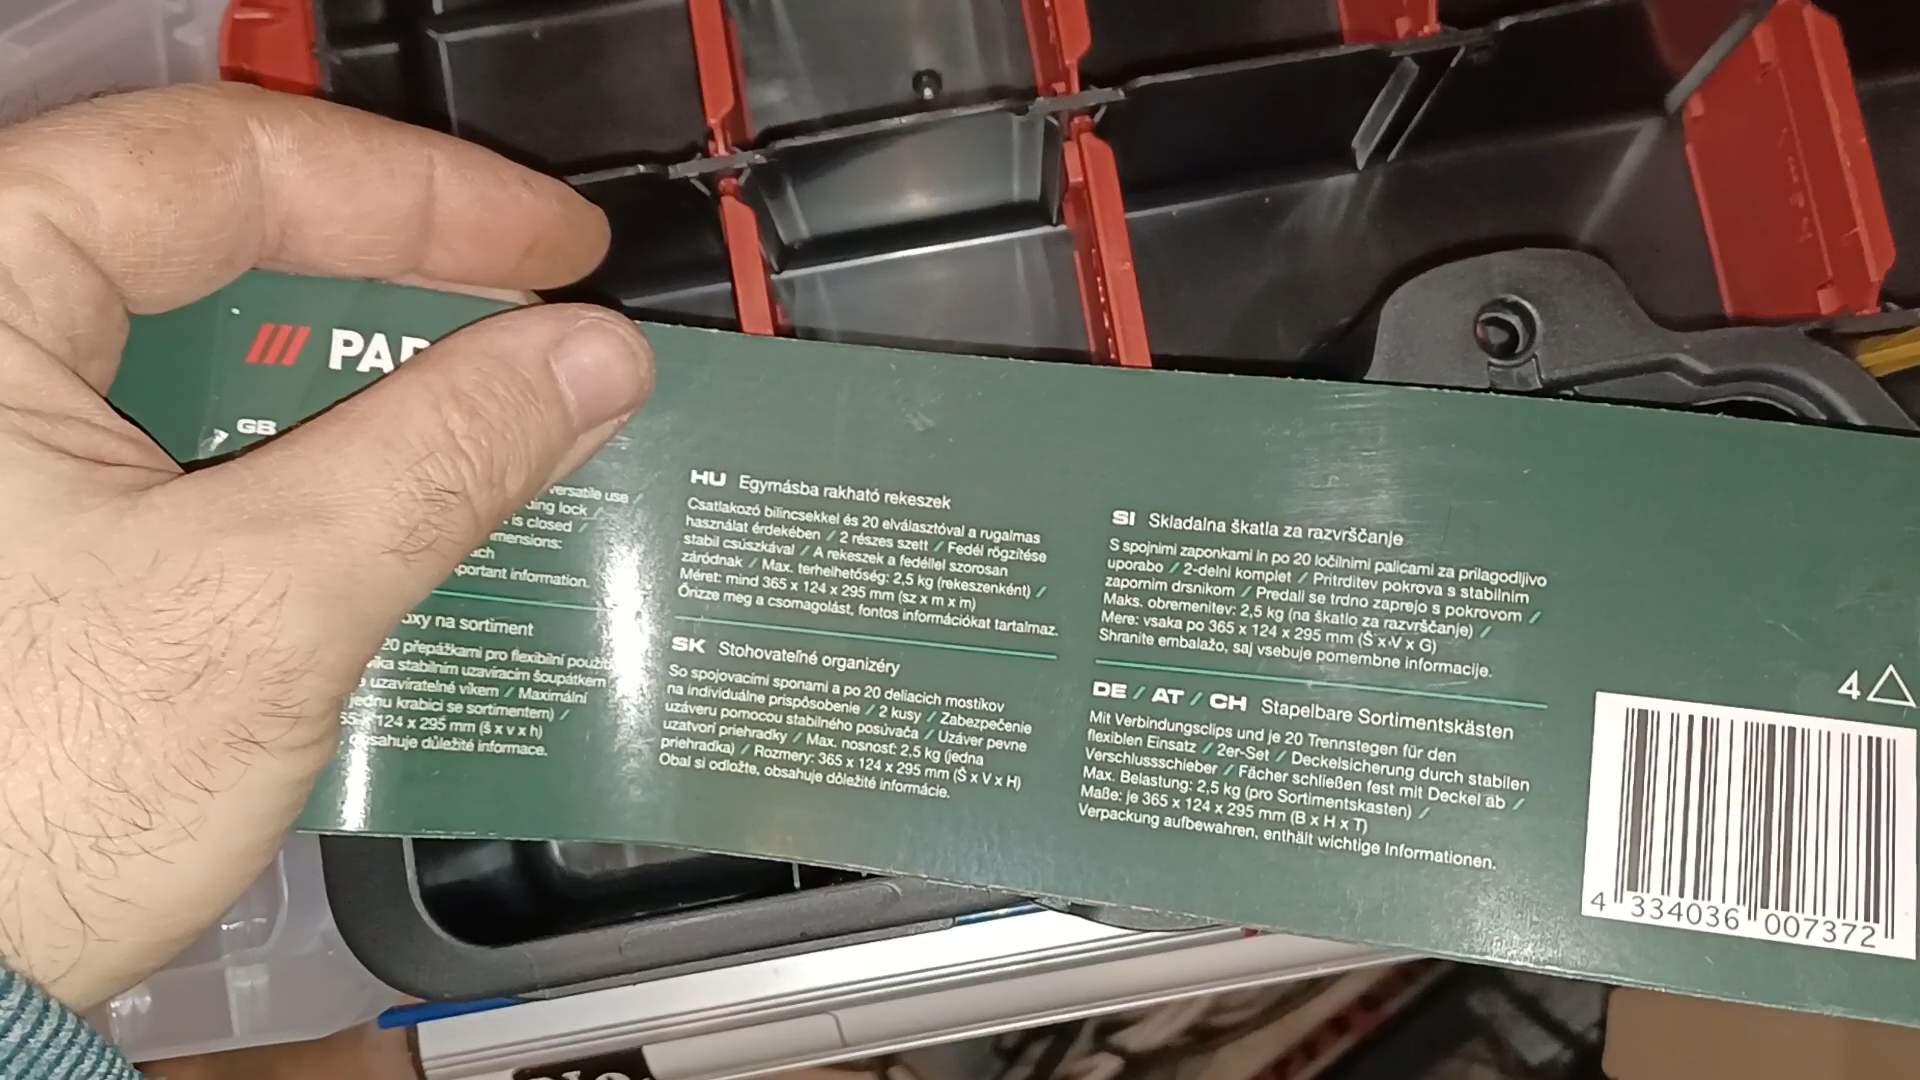 PAR
GB
versatile use /
is closed /
portant information.
na sortiment
20 přepážkami pro flexibilní použití
stabilním uzavíracím šoupátkem
uzavíratelné víkem / Maximální
jednu krabici se sortimentem) /
124 x 295 mm (š x v x h)
obsahuje důležité informace.
HU Egymásba rakható rekeszek
Csatlakozó bilincsekkel és 20 elválasztóval a rugalmas
használat érdekében / 2 részes szett / Fedél rögzítése
stabil csúszkával / A rekeszek a fedéllel szorosan
záródnak / Max. terhelhetőség: 2,5 kg (rekeszenként) /
Méret: mind 365 x 124 x 295 mm (sz x m x m)
Őrizze meg a csomagolást, fontos információkat tartalmaz.
SK Stohovateľné organizéry
So spojovacími sponami a po 20 deliacich mostíkov
na individuálne prispôsobenie / 2 kusy / Zabezpečenie
uzáveru pomocou stabilného posúvača / Uzáver pevne
uzatvorí priehradky / Max. nosnosť: 2,5 kg (jedna
priehradka) / Rozmery: 365 x 124 x 295 mm (Š x V x H)
Obal si odložte, obsahuje dôležité informácie.
SI Skladalna škatla za razvrščanje
S spojnimi zaponkami in po 20 ločilnimi palicami za prilagodljivo
uporabo / 2-delni komplet / Pritrditev pokrova s stabilnim
zapornim drsnikom / Predali se trdno zaprejo s pokrovom /
Maks. obremenitev: 2,5 kg (na škatlo za razvrščanje) /
Mere: vsaka po 365 x 124 x 295 mm (Š x V x G)
Shranite embalažo, saj vsebuje pomembne informacije.
DE / AT / CH Stapelbare Sortimentskästen
Mit Verbindungsclips und je 20 Trennstegen für den
flexiblen Einsatz / 2er-Set / Deckelsicherung durch stabilen
Verschlussschieber / Fächer schließen fest mit Deckel ab /
Max. Belastung: 2,5 kg (pro Sortimentskasten) /
Maße: je 365 x 124 x 295 mm (B x H x T)
Verpackung aufbewahren, enthält wichtige Informationen.
4
4 334036 007372